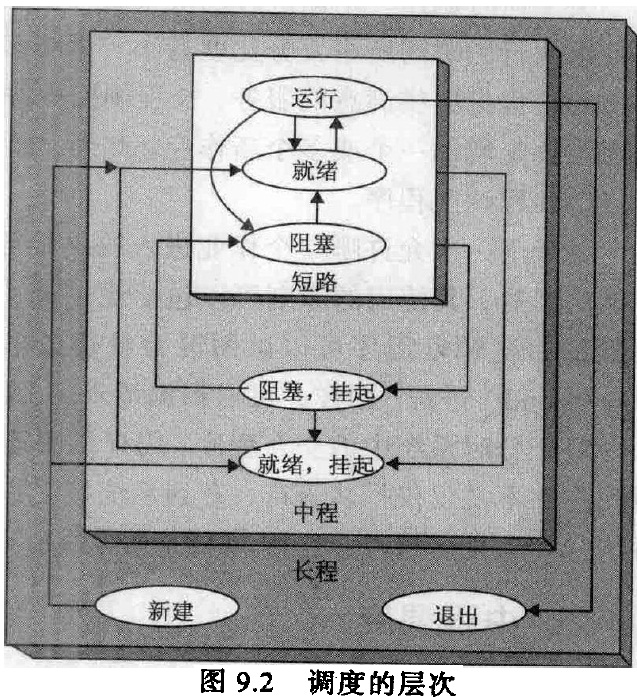 运行
就绪
阻塞
短路
阻塞，挂起
就绪，挂起
中程
长程
新建
退出
图 9.2 调度的层次